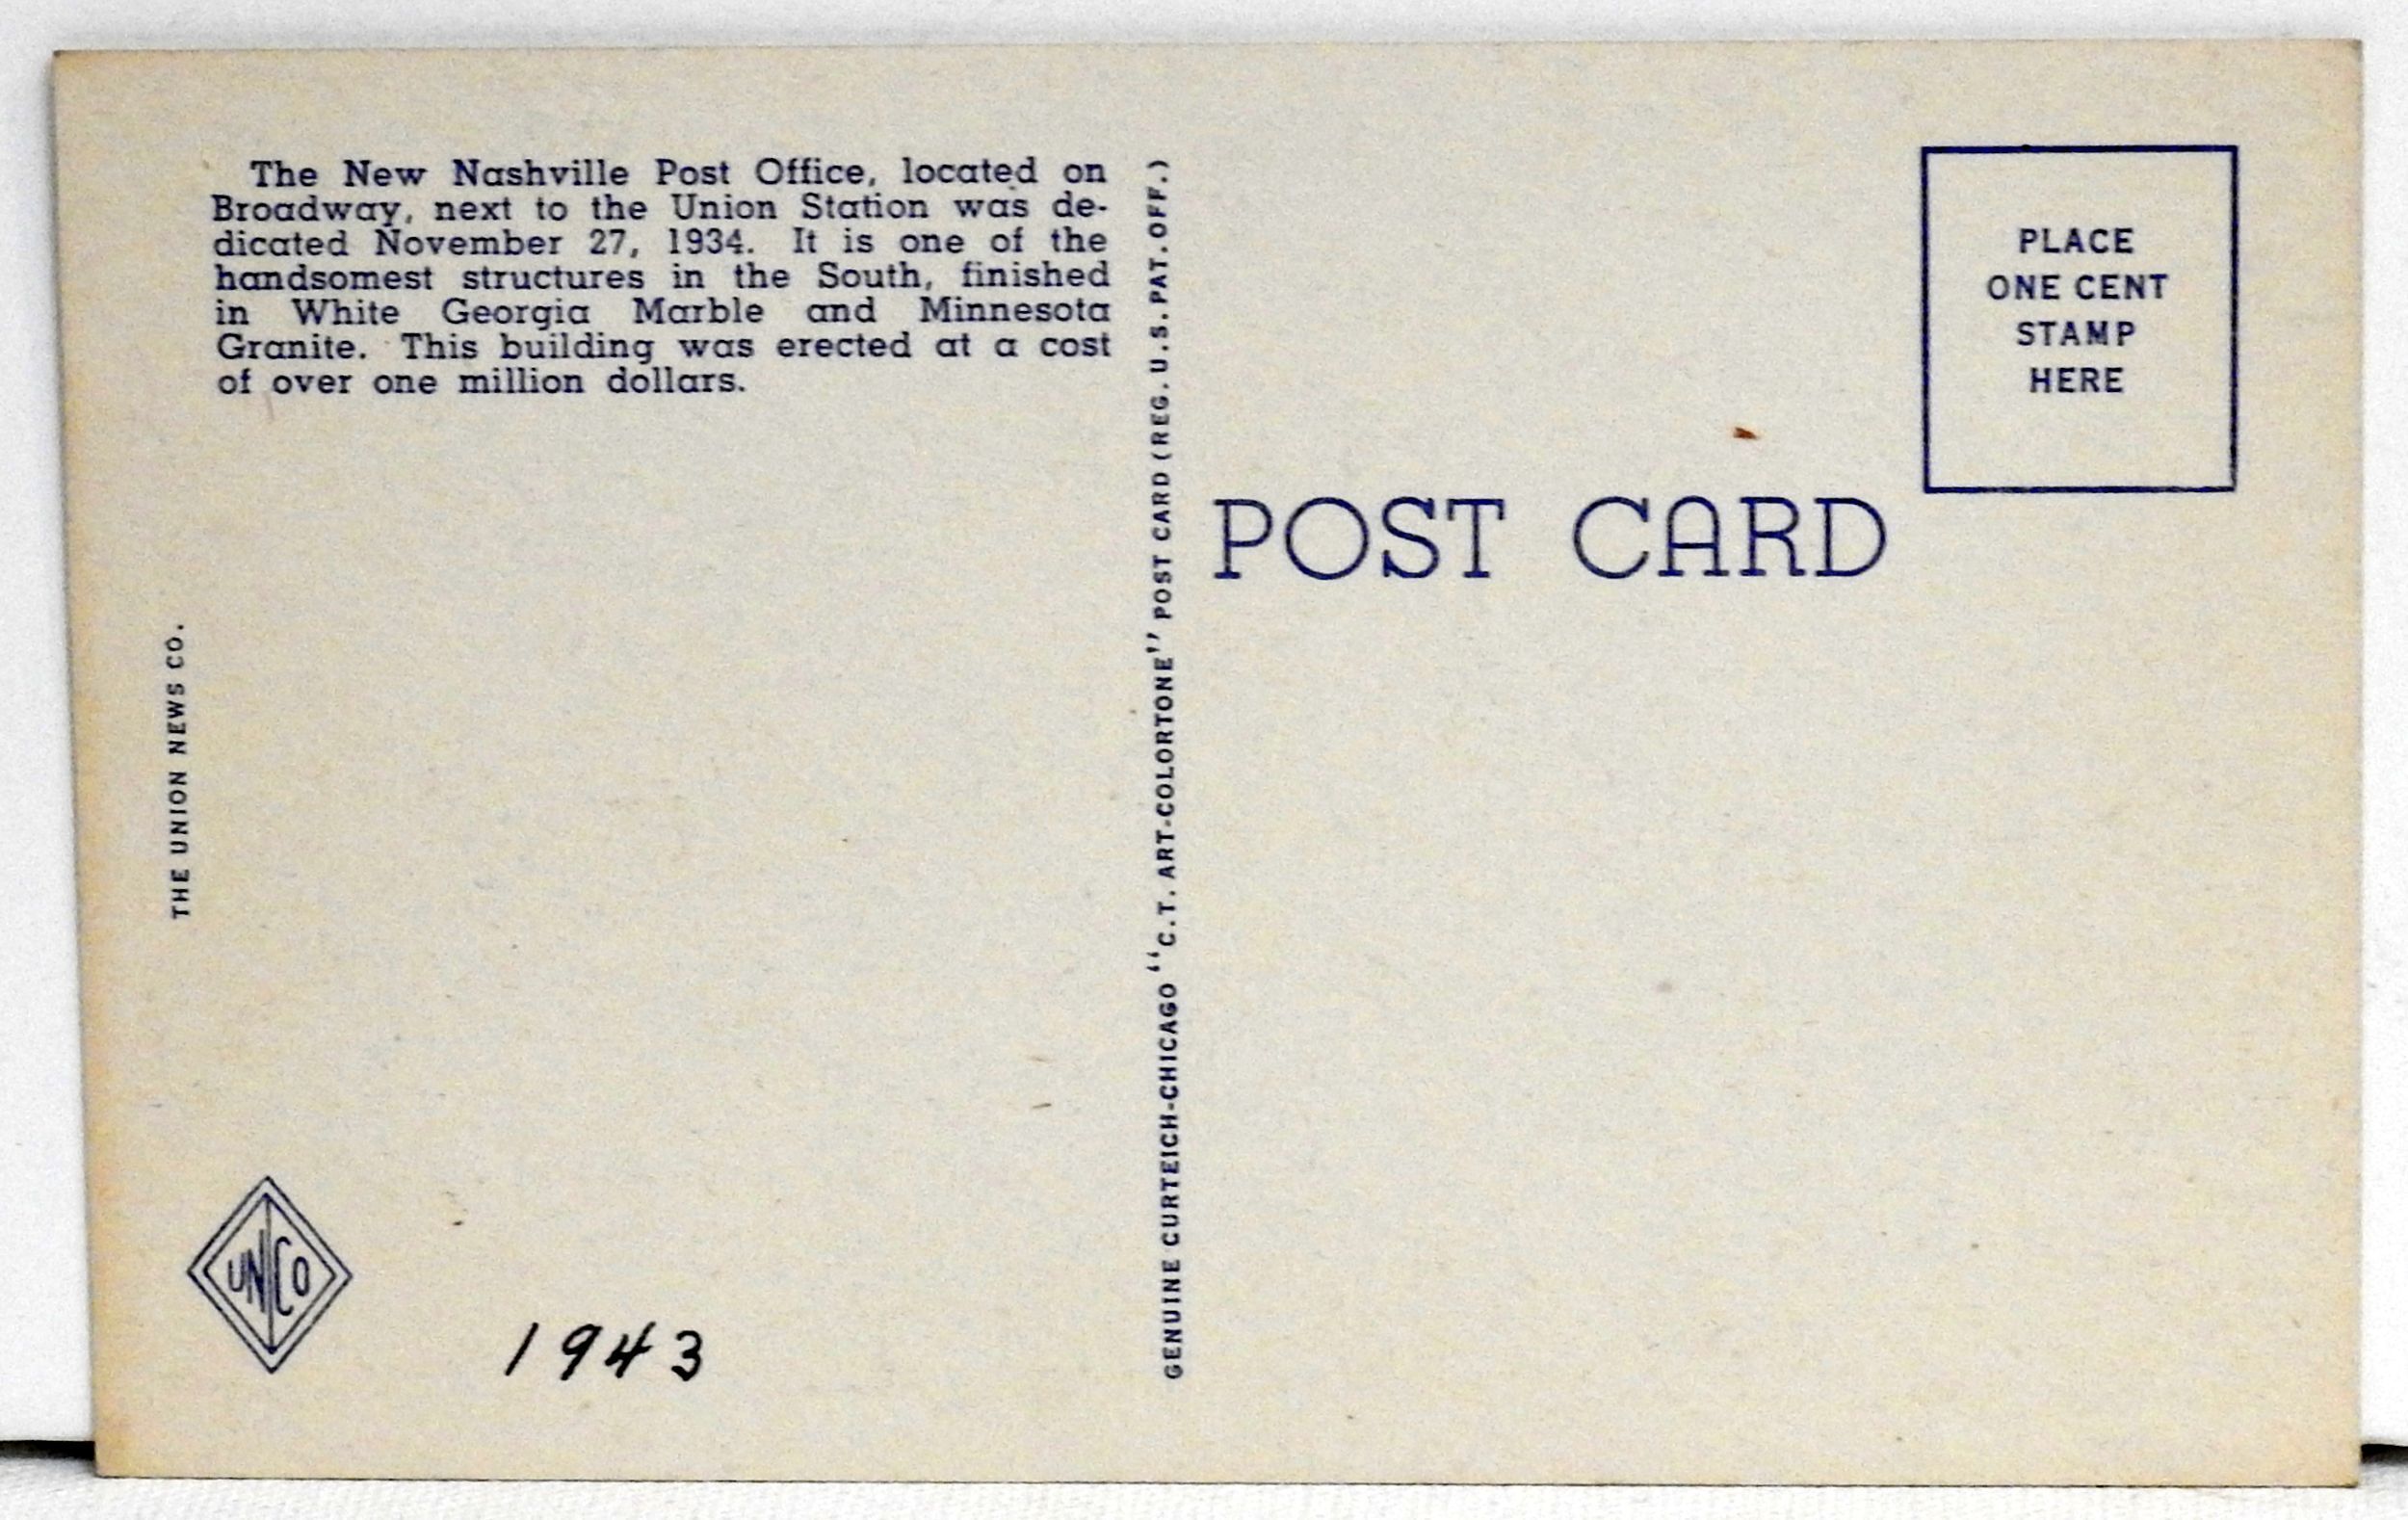 The New Nashville Post Office, located on
Broadway, next to the Union Station was de-
dicated November 27, 1934. It is one of the
handsomest structures in the South, finished
in White Georgia Marble and Minnesota
Granite. This building was erected at a cost
of over one million dollars.
THE UNION NEWS CO.
UNCO
1943
GENUINE CURTEICH-CHICAGO "C.T. ART-COLORTONE" POST CARD (REG. U.S. PAT. OFF.)
POST CARD
PLACE
ONE CENT
STAMP
HERE